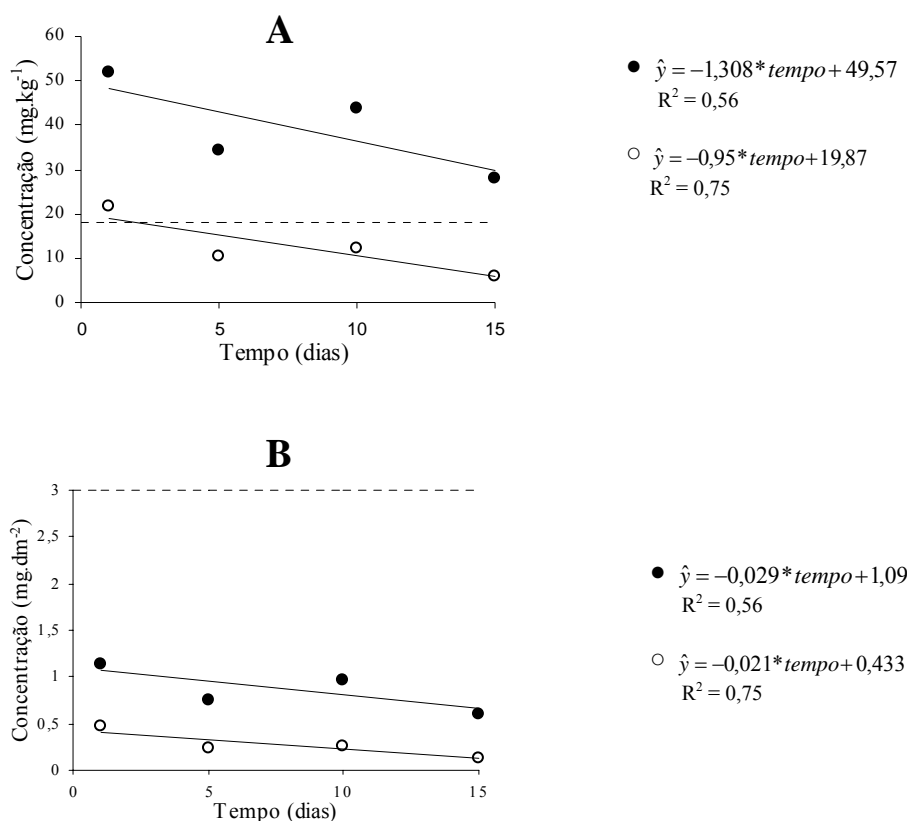 A
60
50
40
30
20
10
0
Concentração (mg.kg⁻¹)
0 5 10 15
Tempo (dias)
● ŷ = −1,308* tempo + 49,57
R² = 0,56
○ ŷ = −0,95* tempo + 19,87
R² = 0,75
B
3
2,5
2
1,5
1
0,5
0
Concentração (mg.dm⁻²)
0 5 10 15
Tempo (dias)
● ŷ = −0,029* tempo + 1,09
R² = 0,56
○ ŷ = −0,021* tempo + 0,433
R² = 0,75